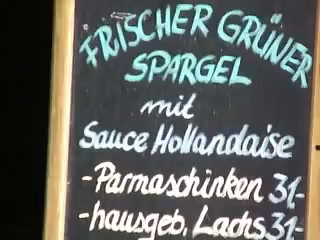 FRISCHER GRÜNER
SPARGEL
mit
Sauce Hollandaise
-Parmaschinken 31-
-hausgeb. Lachs 31-